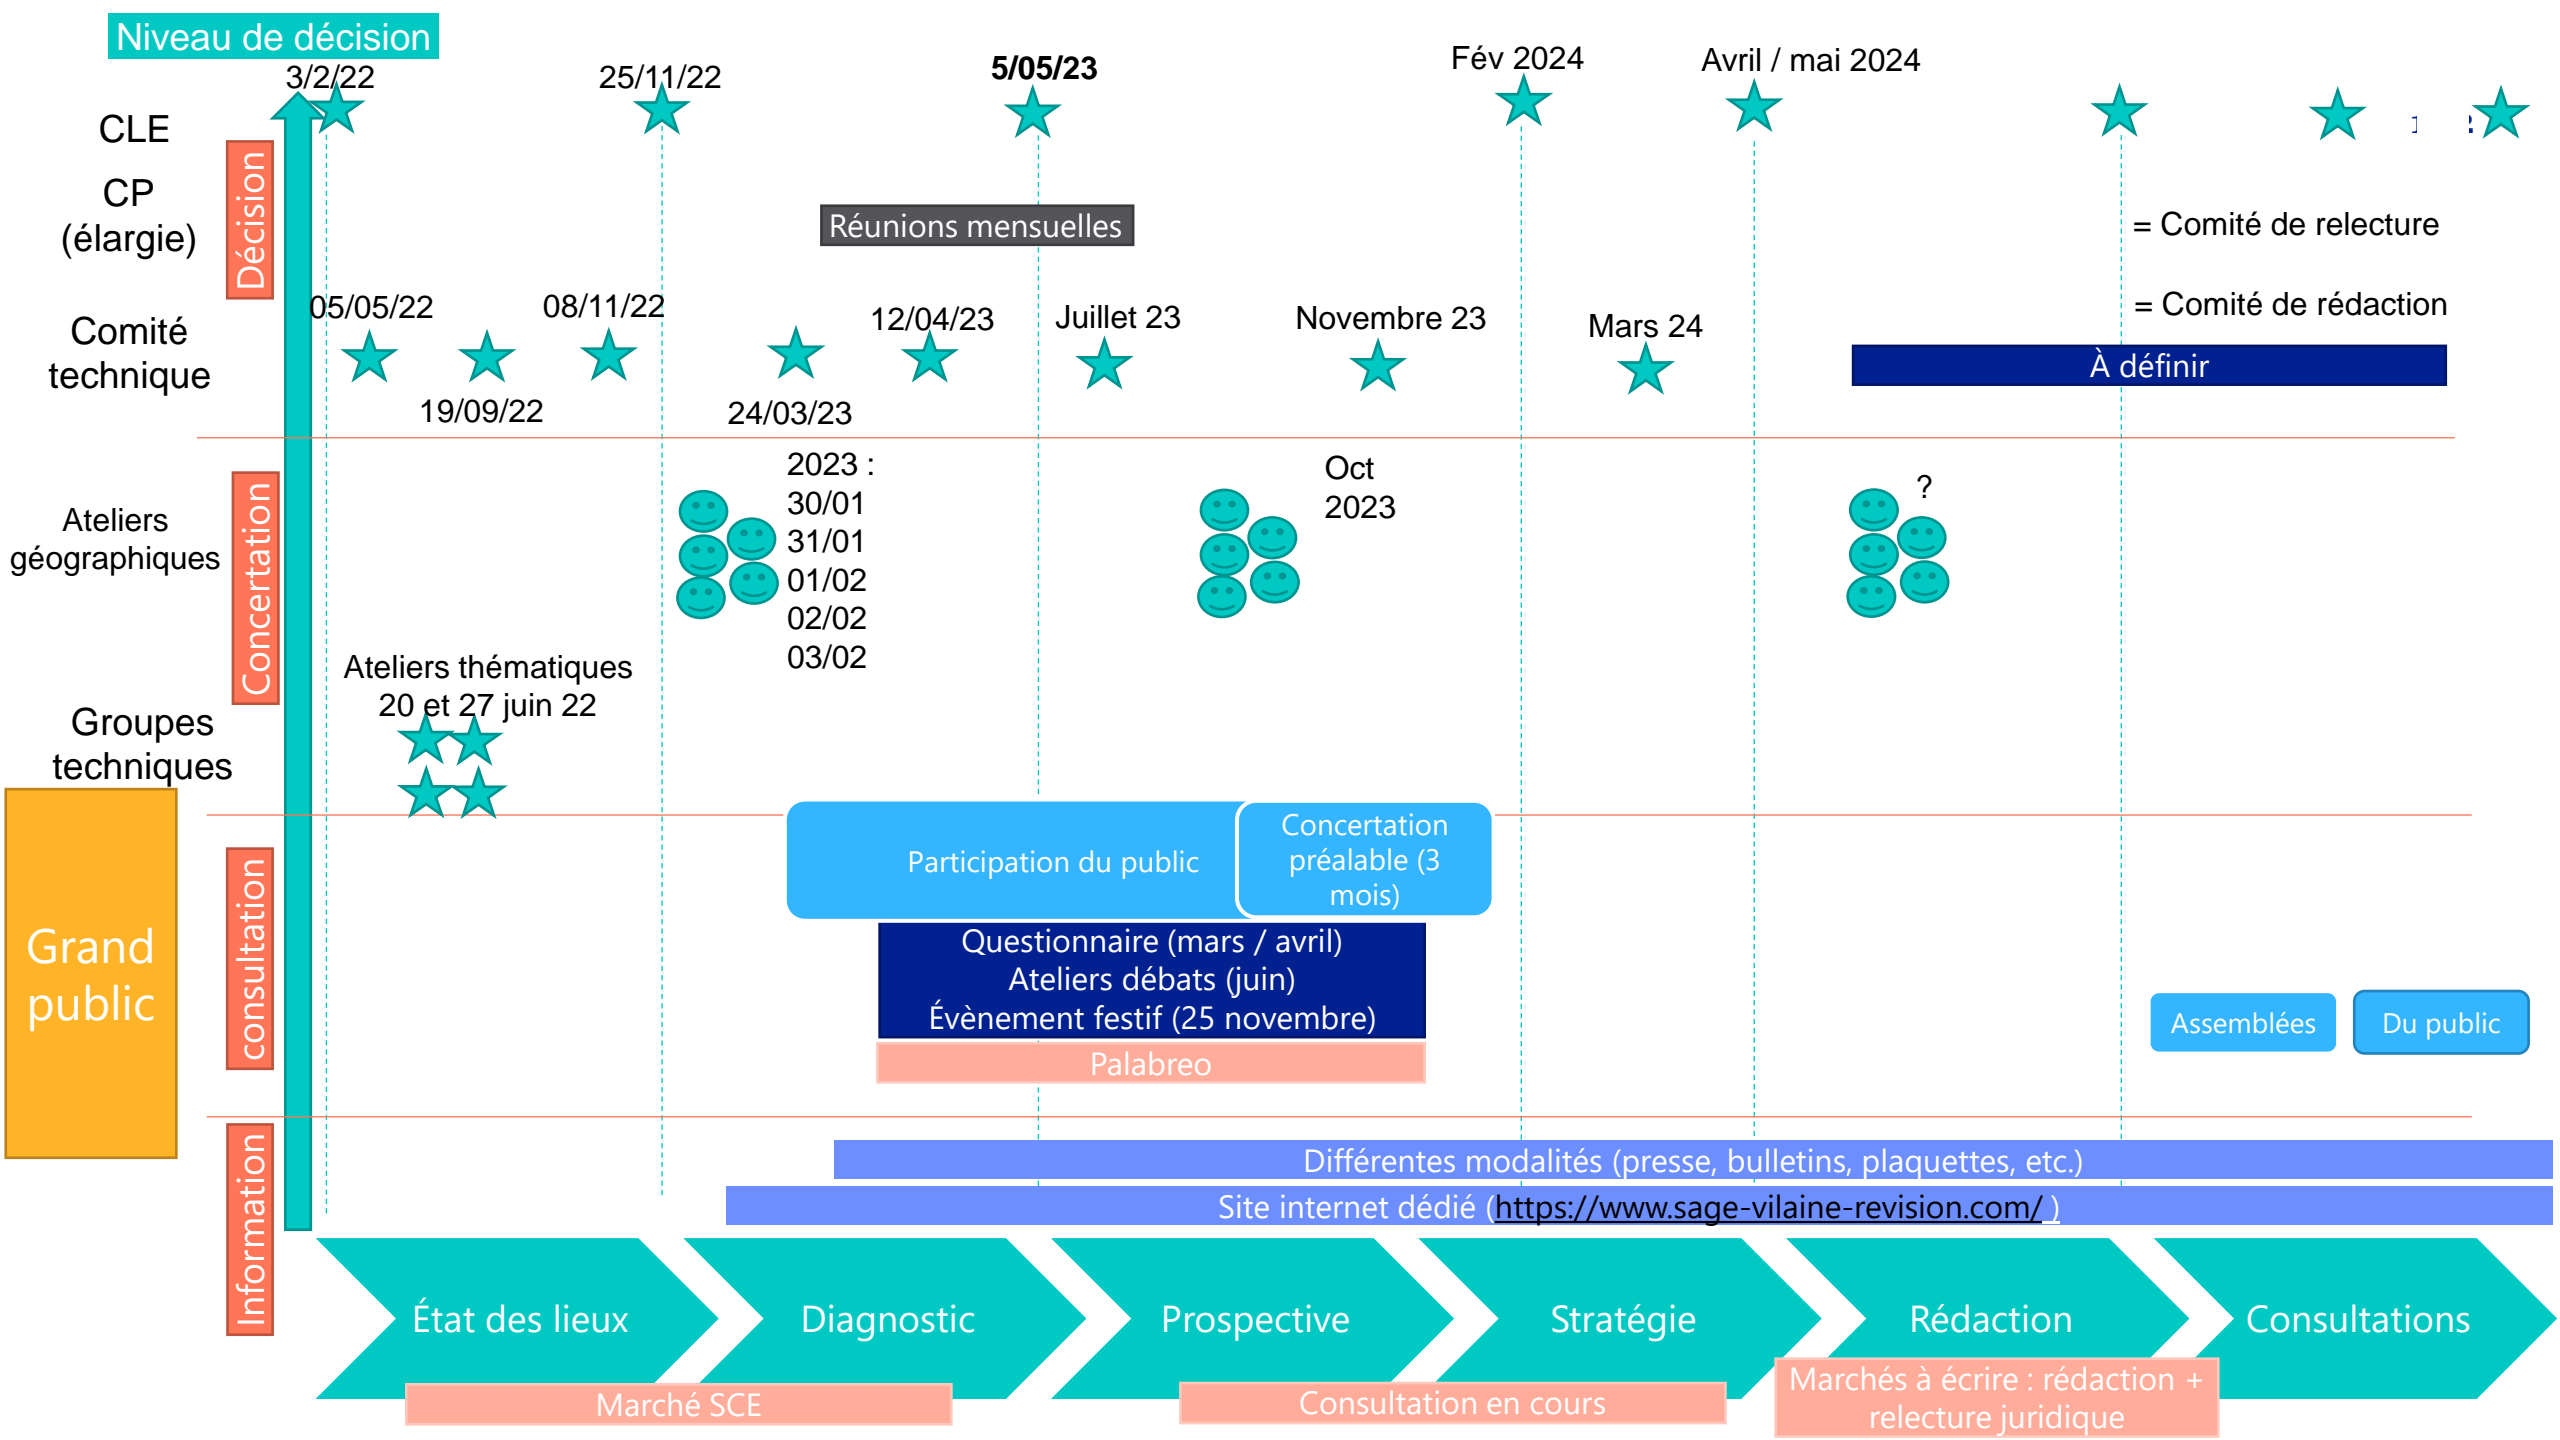 Niveau de décision
3/2/22
25/11/22
5/05/23
Fév 2024
Avril / mai 2024
CLE
CP
(élargie)
Décision
Réunions mensuelles
= Comité de relecture
= Comité de rédaction
Comité
technique
05/05/22
19/09/22
08/11/22
24/03/23
12/04/23
Juillet 23
Novembre 23
Mars 24
À définir
Ateliers
géographiques
Concertation
2023 :
30/01
31/01
01/02
02/02
03/02
Oct
2023
?
Ateliers thématiques
20 et 27 juin 22
Groupes
techniques
Grand
public
consultation
Participation du public
Concertation
préalable (3
mois)
Questionnaire (mars / avril)
Ateliers débats (juin)
Évènement festif (25 novembre)
Palabreo
Assemblées
Du public
Information
Différentes modalités (presse, bulletins, plaquettes, etc.)
Site internet dédié (https://www.sage-vilaine-revision.com/ )
État des lieux
Diagnostic
Prospective
Stratégie
Rédaction
Consultations
Marché SCE
Consultation en cours
Marchés à écrire : rédaction +
relecture juridique